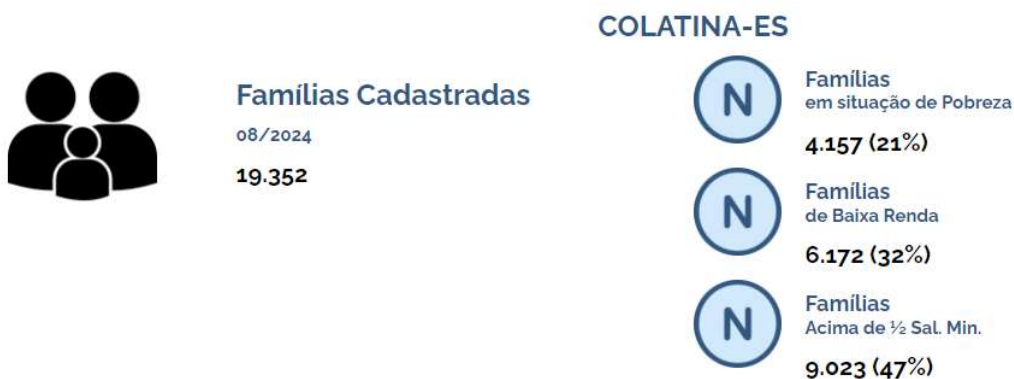 COLATINA-ES
Famílias Cadastradas
08/2024
19.352
N
Famílias
em situação de Pobreza
4.157 (21%)
N
Famílias
de Baixa Renda
6.172 (32%)
N
Famílias
Acima de ½ Sal. Min.
9.023 (47%)